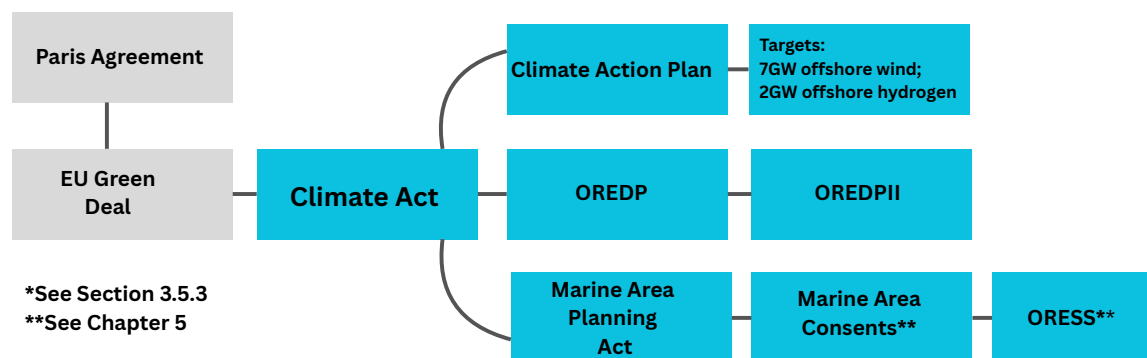 Paris Agreement
Climate Action Plan
Targets:
7GW offshore wind;
2GW offshore hydrogen
EU Green
Deal
Climate Act
OREDP
OREDPII
*See Section 3.5.3
**See Chapter 5
Marine Area
Planning
Act
Marine Area
Consents**
ORESS**